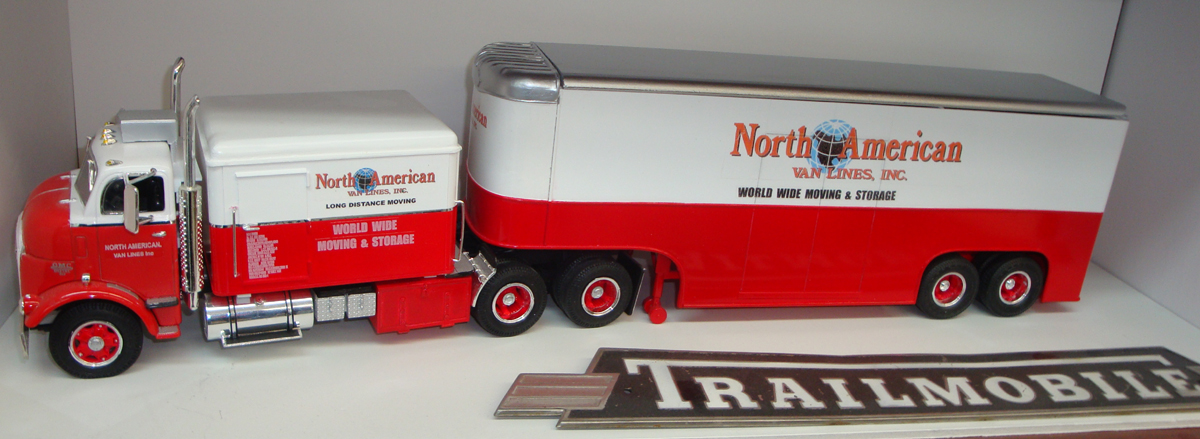 NORTH AMERICAN.
VAN LINES Inc
GMC
North American
VAN LINES, INC.
LONG DISTANCE MOVING
WORLD WIDE
MOVING & STORAGE
North American
VAN LINES, INC.
WORLD WIDE MOVING & STORAGE
TRAILMOBILE